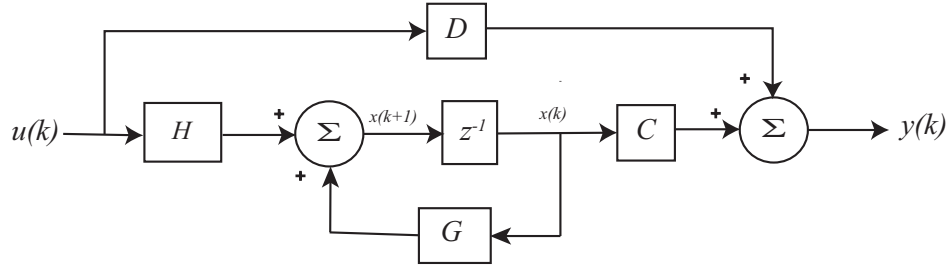 D
+
u(k) H + Σ x(k+1) z⁻¹ x(k) C + Σ y(k)
+
G